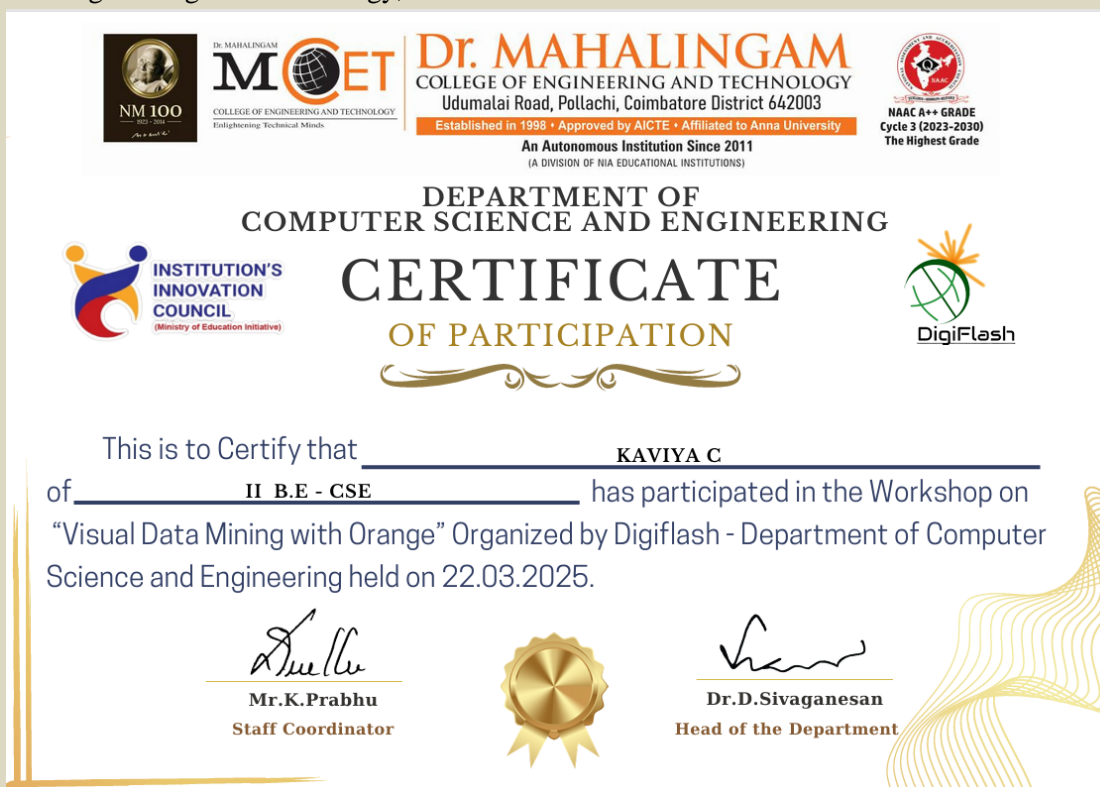 NM 100
1923 - 2014
Dr. MAHALINGAM
MCET
COLLEGE OF ENGINEERING AND TECHNOLOGY
Enlightening Technical Minds
Dr. MAHALINGAM
COLLEGE OF ENGINEERING AND TECHNOLOGY
Udumalai Road, Pollachi, Coimbatore District 642003
Established in 1998 • Approved by AICTE • Affiliated to Anna University
An Autonomous Institution Since 2011
(A DIVISION OF NIA EDUCATIONAL INSTITUTIONS)
NAAC
NAAC A++ GRADE
Cycle 3 (2023-2030)
The Highest Grade
DEPARTMENT OF
COMPUTER SCIENCE AND ENGINEERING
INSTITUTION'S
INNOVATION
COUNCIL
(Ministry of Education Initiative)
CERTIFICATE
OF PARTICIPATION
DigiFlash
This is to Certify that KAVIYA C
of II B.E - CSE has participated in the Workshop on
“Visual Data Mining with Orange” Organized by Digiflash - Department of Computer
Science and Engineering held on 22.03.2025.
Mr.K.Prabhu
Staff Coordinator
Dr.D.Sivaganesan
Head of the Department